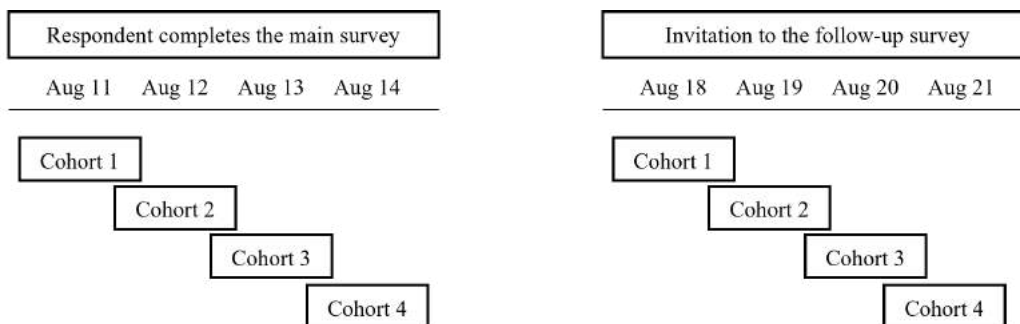 Respondent completes the main survey
Aug 11 Aug 12 Aug 13 Aug 14
Cohort 1
Cohort 2
Cohort 3
Cohort 4
Invitation to the follow-up survey
Aug 18 Aug 19 Aug 20 Aug 21
Cohort 1
Cohort 2
Cohort 3
Cohort 4